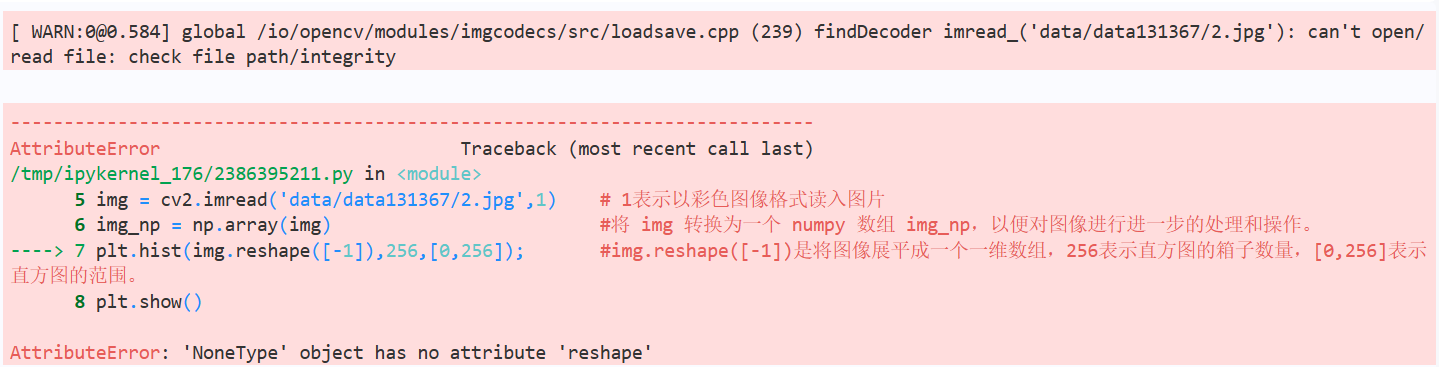 [ WARN:0@0.584] global /io/opencv/modules/imgcodecs/src/loadsave.cpp (239) findDecoder imread_('data/data131367/2.jpg'): can't open/
read file: check file path/integrity
---------------------------------------------------------------------------
AttributeError                            Traceback (most recent call last)
/tmp/ipykernel_176/2386395211.py in <module>
      5 img = cv2.imread('data/data131367/2.jpg',1)    # 1表示以彩色图像格式读入图片
      6 img_np = np.array(img)                         #将 img 转换为一个 numpy 数组 img_np，以便对图像进行进一步的处理和操作。
----> 7 plt.hist(img.reshape([-1]),256,[0,256]);       #img.reshape([-1])是将图像展平成一个一维数组，256表示直方图的箱子数量，[0,256]表示
直方图的范围。
      8 plt.show()
AttributeError: 'NoneType' object has no attribute 'reshape'